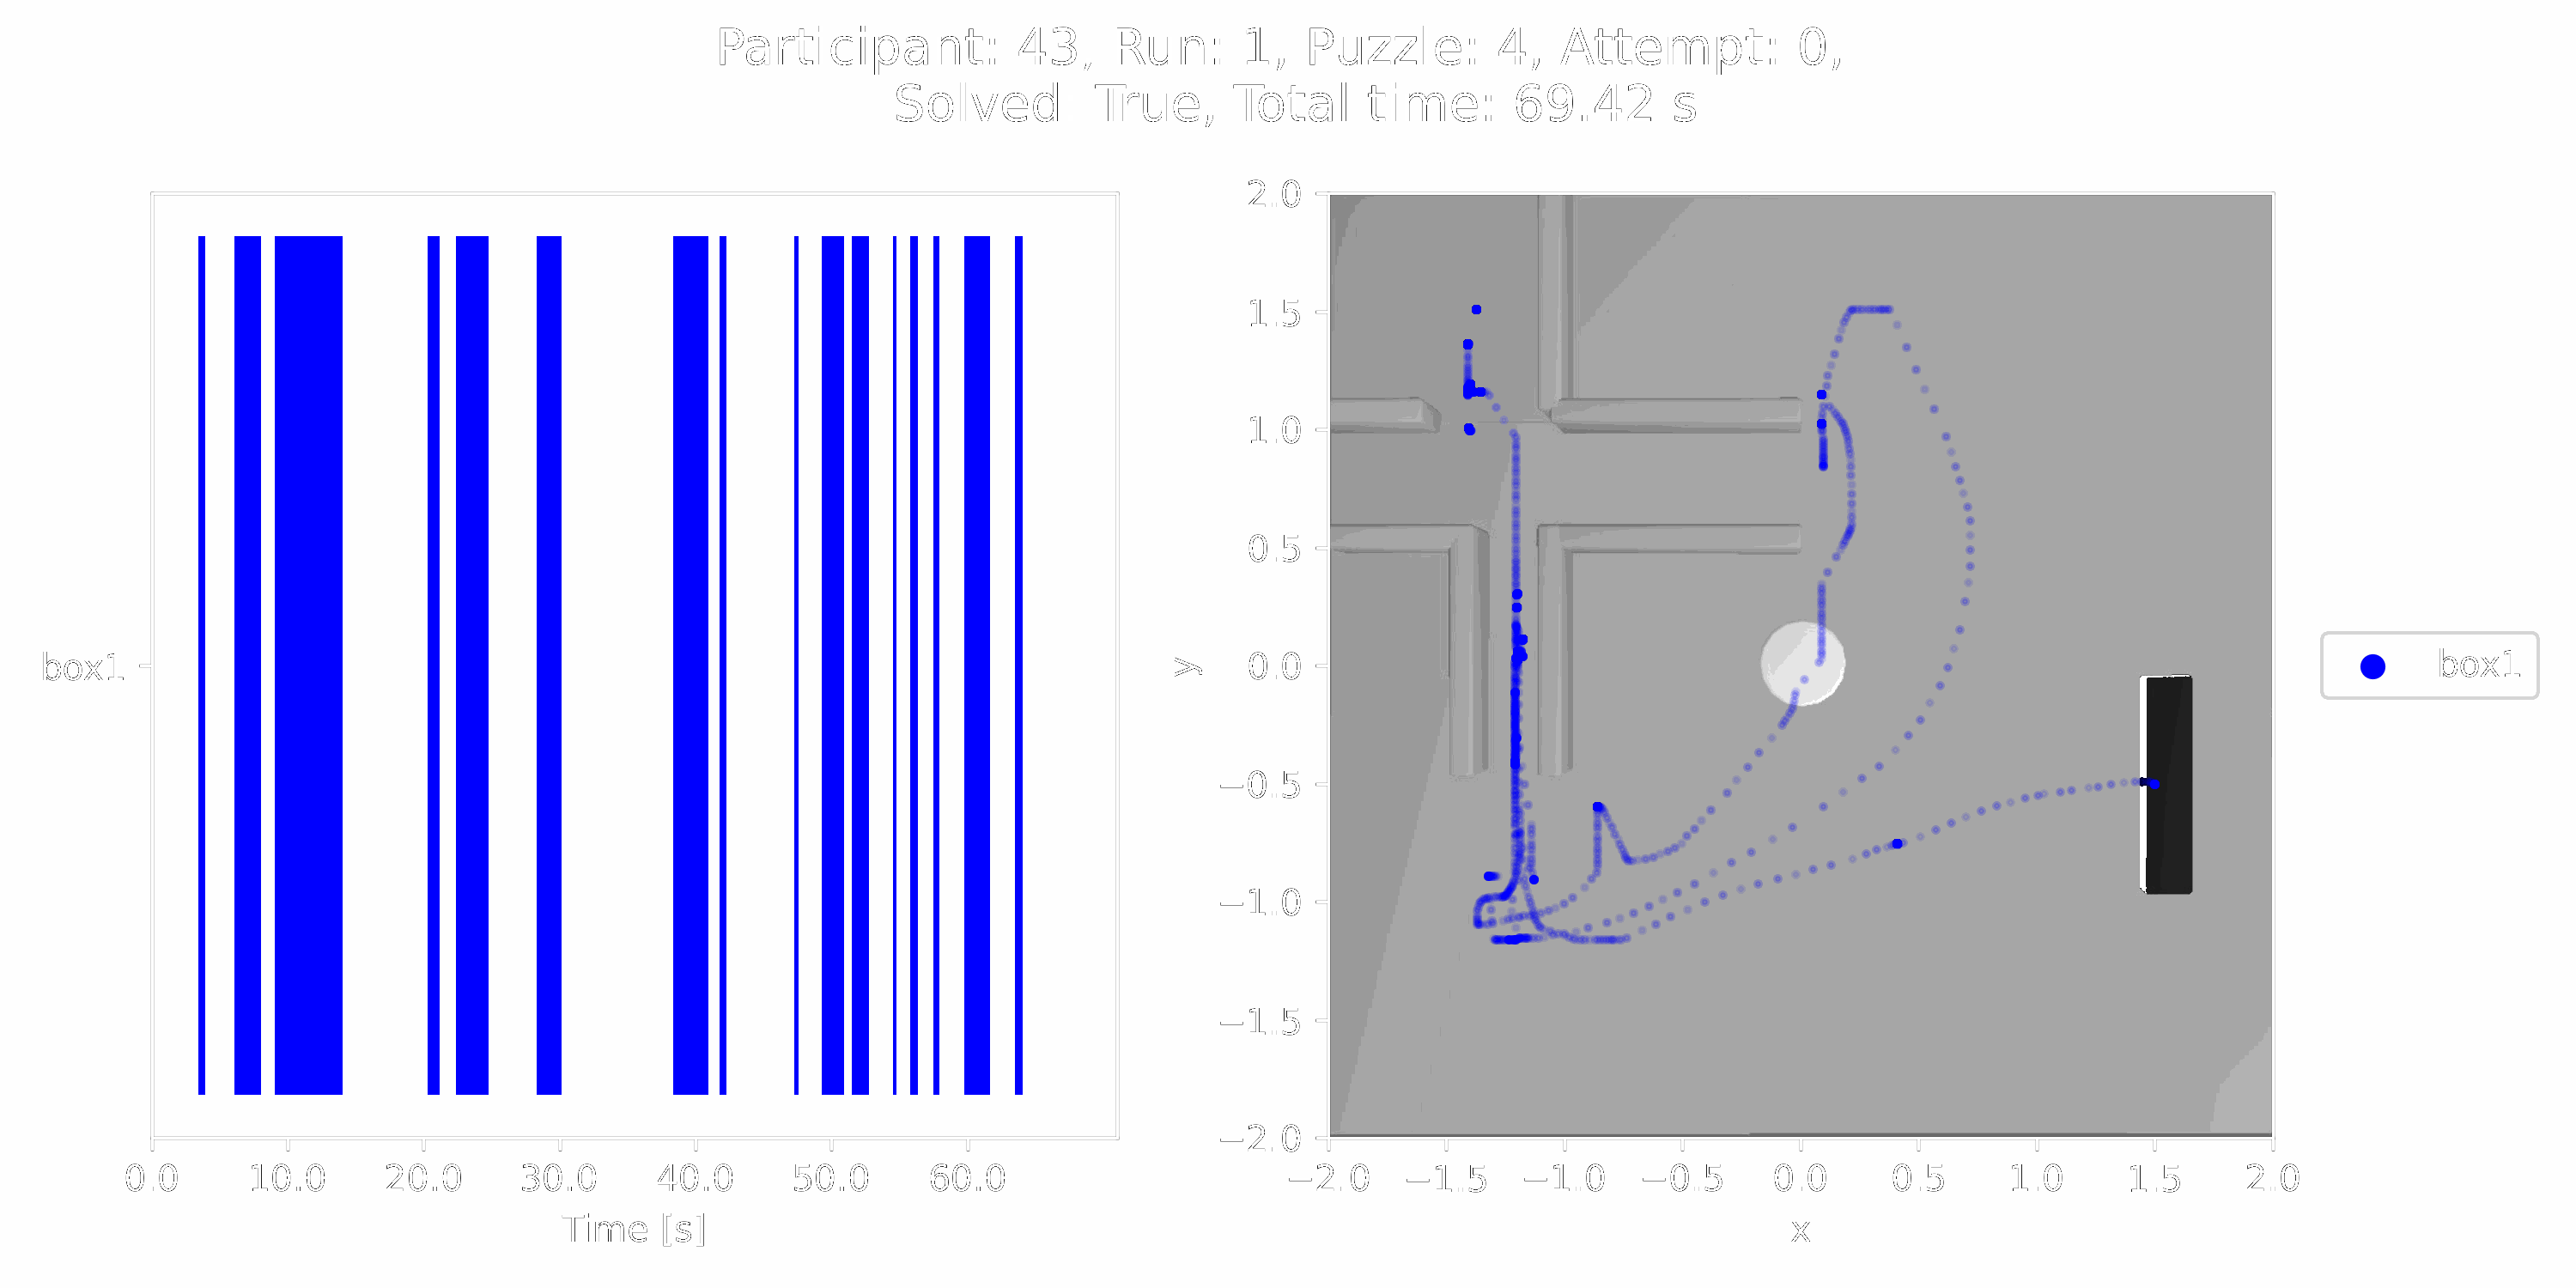 Participant: 43, Run: 1, Puzzle: 4, Attempt: 0,
Solved True, Total time: 69.42 s
box1
0.0 10.0 20.0 30.0 40.0 50.0 60.0
Time [s]
2.0
1.5
1.0
0.5
0.0
−0.5
−1.0
−1.5
−2.0
y
−2.0 −1.5 −1.0 −0.5 0.0 0.5 1.0 1.5 2.0
x
box1